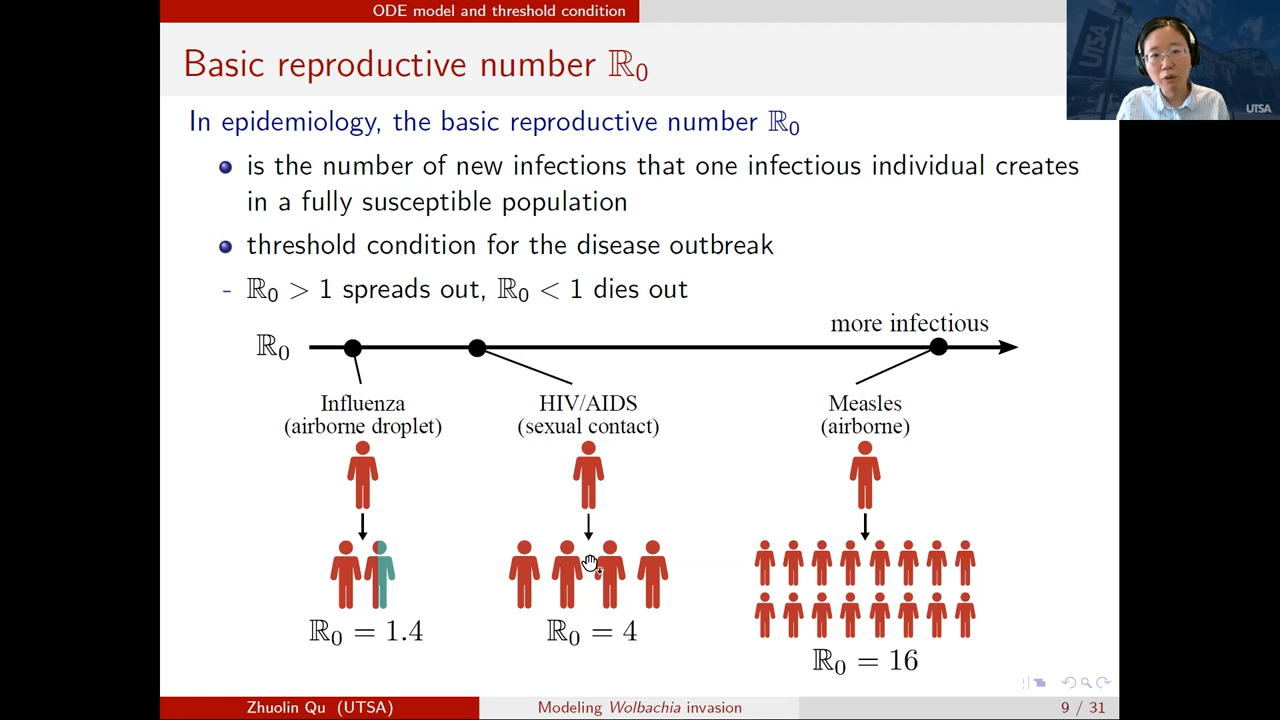 ODE model and threshold condition
Basic reproductive number ℝ₀
In epidemiology, the basic reproductive number ℝ₀
is the number of new infections that one infectious individual creates
in a fully susceptible population
threshold condition for the disease outbreak
- ℝ₀ > 1 spreads out, ℝ₀ < 1 dies out
more infectious
ℝ₀
Influenza
(airborne droplet)
HIV/AIDS
(sexual contact)
Measles
(airborne)
ℝ₀ = 1.4
ℝ₀ = 4
ℝ₀ = 16
Zhuolin Qu (UTSA)
Modeling Wolbachia invasion
9 / 31
UTSA
UTSA